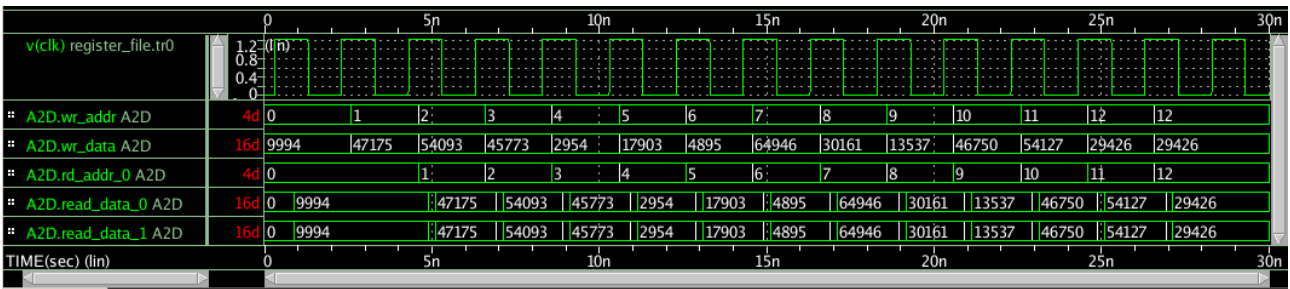 0 5n 10n 15n 20n 25n 30n
v(clk) register_file.tr0 1.2 (lin)
0.8
0.4
0
A2D.wr_addr A2D 4d 0 1 2 3 4 5 6 7 8 9 10 11 12 12
A2D.wr_data A2D 16d 9994 47175 54093 45773 2954 17903 4895 64946 30161 13537 46750 54127 29426 29426
A2D.rd_addr_0 A2D 4d 0 1 2 3 4 5 6 7 8 9 10 11 12
A2D.read_data_0 A2D 16d 0 9994 47175 54093 45773 2954 17903 4895 64946 30161 13537 46750 54127 29426
A2D.read_data_1 A2D 16d 0 9994 47175 54093 45773 2954 17903 4895 64946 30161 13537 46750 54127 29426
TIME(sec) (lin) 0 5n 10n 15n 20n 25n 30n